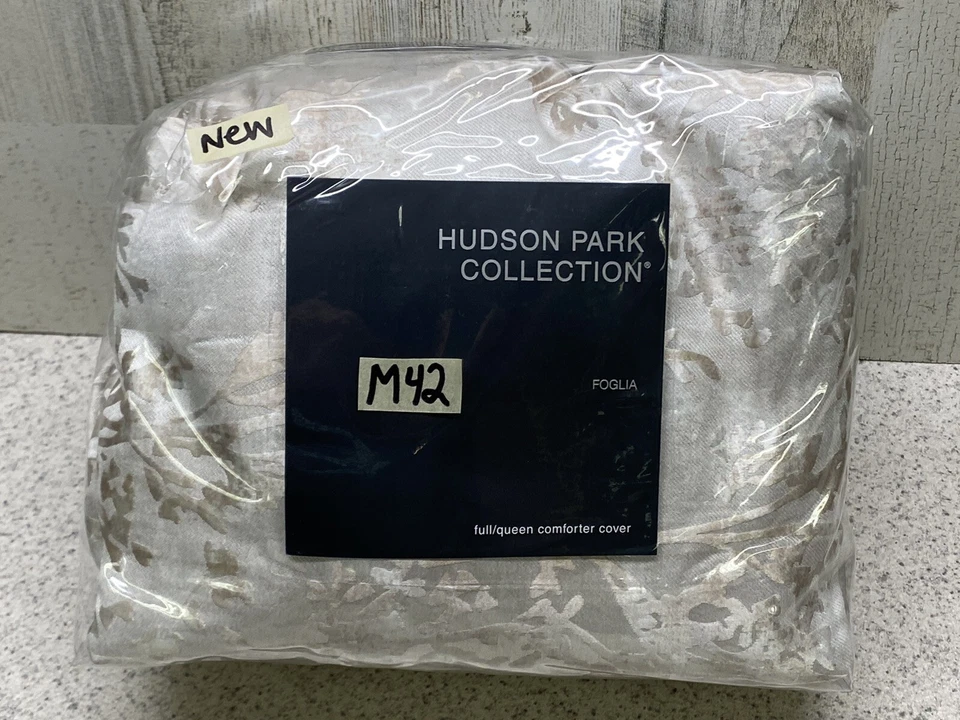 New
HUDSON PARK
COLLECTION®
M42
FOGLIA
full/queen comforter cover